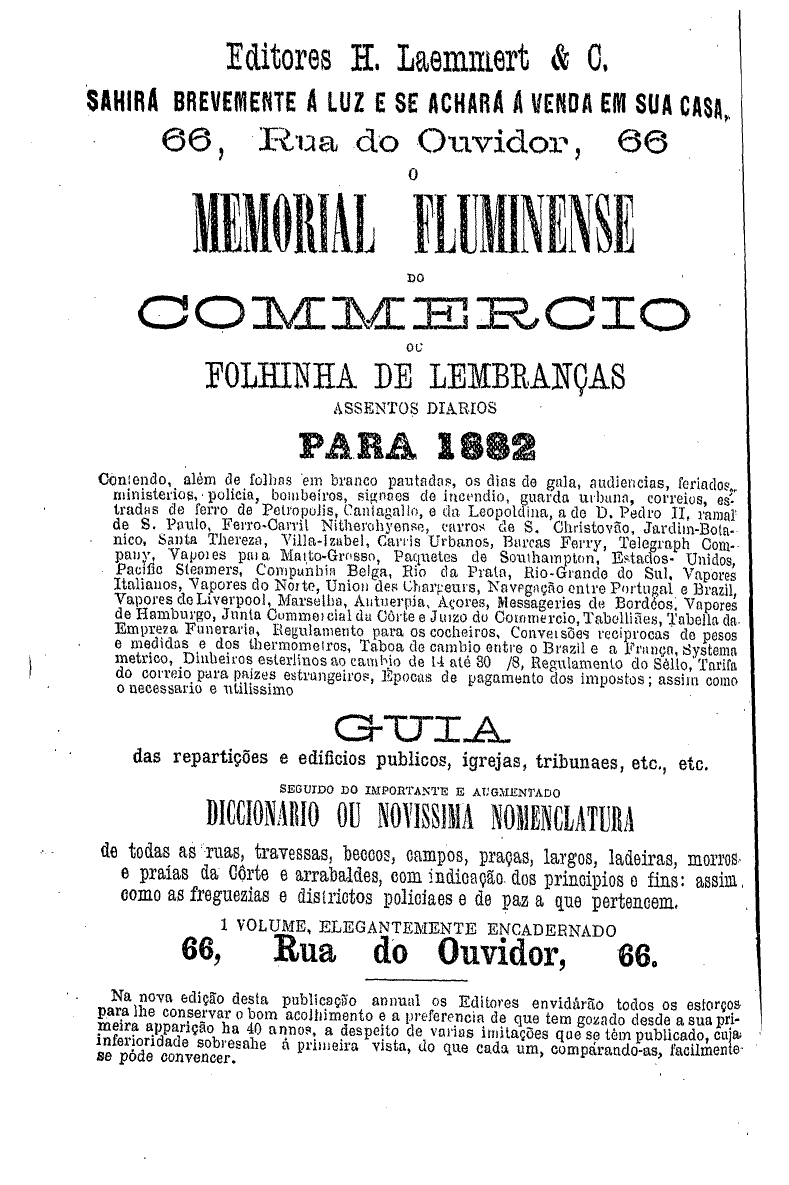 Editores H. Laemmert & C.
SAHIRÁ BREVEMENTE Á LUZ E SE ACHARÁ Á VENDA EM SUA CASA,
66, Rua do Ouvidor, 66
O
MEMORIAL FLUMINENSE
DO
COMMERCIO
OU
FOLHINHA DE LEMBRANÇAS
ASSENTOS DIARIOS
PARA 1882
Contendo, além de folhas em branco pautadas, os dias de gala, audiencias, feriados,
ministerios, policia, bombeiros, signaes de incendio, guarda urbana, correios, es-
tradas de ferro de Petropolis, Cantagallo, e da Leopoldina, a de D. Pedro II, ramal
de S. Paulo, Ferro-Carril Nitherohyense, carros de S. Christovão, Jardim-Bota-
nico, Santa Thereza, Villa-Izabel, Carris Urbanos, Barcas Ferry, Telegraph Com-
pany, Vapores para Matto-Grosso, Paquetes de Southampton, Estados-Unidos,
Pacific Steamers, Companhia Belga, Rio da Prata, Rio-Grande do Sul, Vapores
Italianos, Vapores do Norte, Union des Chargeurs, Navegação entre Portugal e Brazil,
Vapores de Liverpool, Marselha, Antuerpia, Açores, Messageries de Bordéos, Vapores
de Hamburgo, Junta Commercial da Côrte e Juizo do Commercio, Tabelliães, Tabella da
Empreza Funeraria, Regulamento para os cocheiros, Conversões reciprocas de pesos
e medidas e dos thermometros, Taboa de cambio entre o Brazil e a França, Systema
metrico, Dinheiros esterlinos ao cambio de 14 até 30 /8, Regulamento do Sêllo, Tarifa
do correio para paizes estrangeiros, Epocas de pagamento dos impostos; assim como
o necessario e utilissimo
GUIA
das repartições e edificios publicos, igrejas, tribunaes, etc., etc.
SEGUIDO DO IMPORTANTE E AUGMENTADO
DICCIONARIO OU NOVISSIMA NOMENCLATURA
de todas as ruas, travessas, beccos, campos, praças, largos, ladeiras, morros
e praias da Côrte e arrabaldes, com indicação dos principios e fins: assim
como as freguezias e districtos policiaes e de paz a que pertencem.
1 VOLUME, ELEGANTEMENTE ENCADERNADO
66, Rua do Ouvidor, 66.
Na nova edição desta publicação annual os Editores envidárão todos os esforços
para lhe conservar o bom acolhimento e a preferencia de que tem gozado desde a sua pri-
meira apparição ha 40 annos, a despeito de varias imitações que se têm publicado, cuja
inferioridade sobresahe á primeira vista, do que cada um, comparando-as, facilmente
se póde convencer.